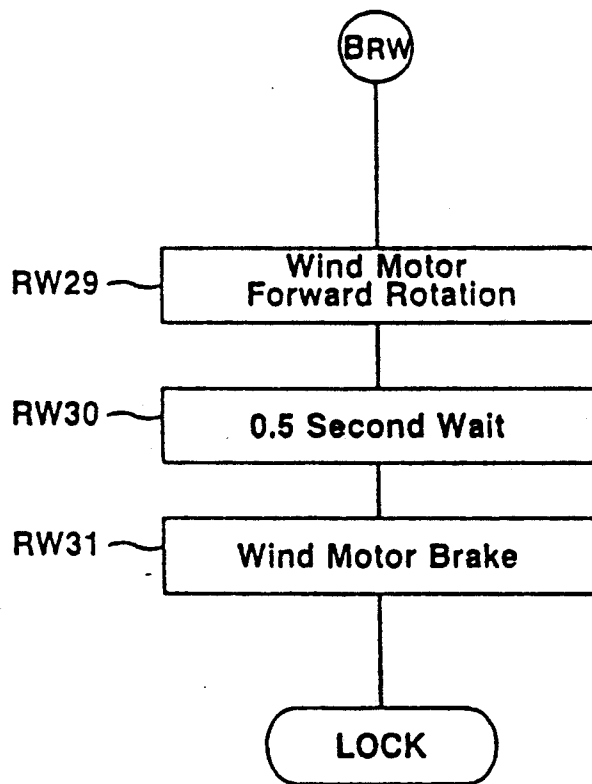 BRW
RW29
Wind Motor
Forward Rotation
RW30
0.5 Second Wait
RW31
Wind Motor Brake
LOCK